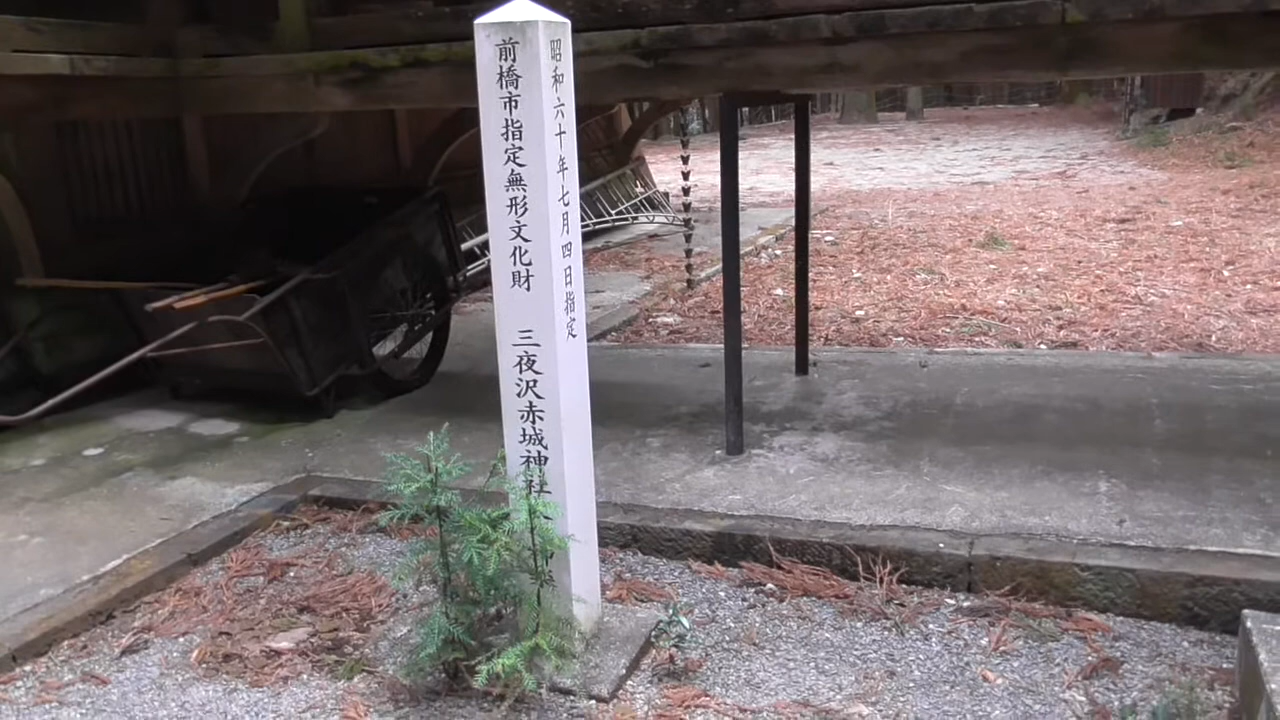 昭和六十年七月四日指定
前橋市指定無形文化財 三夜沢赤城神社